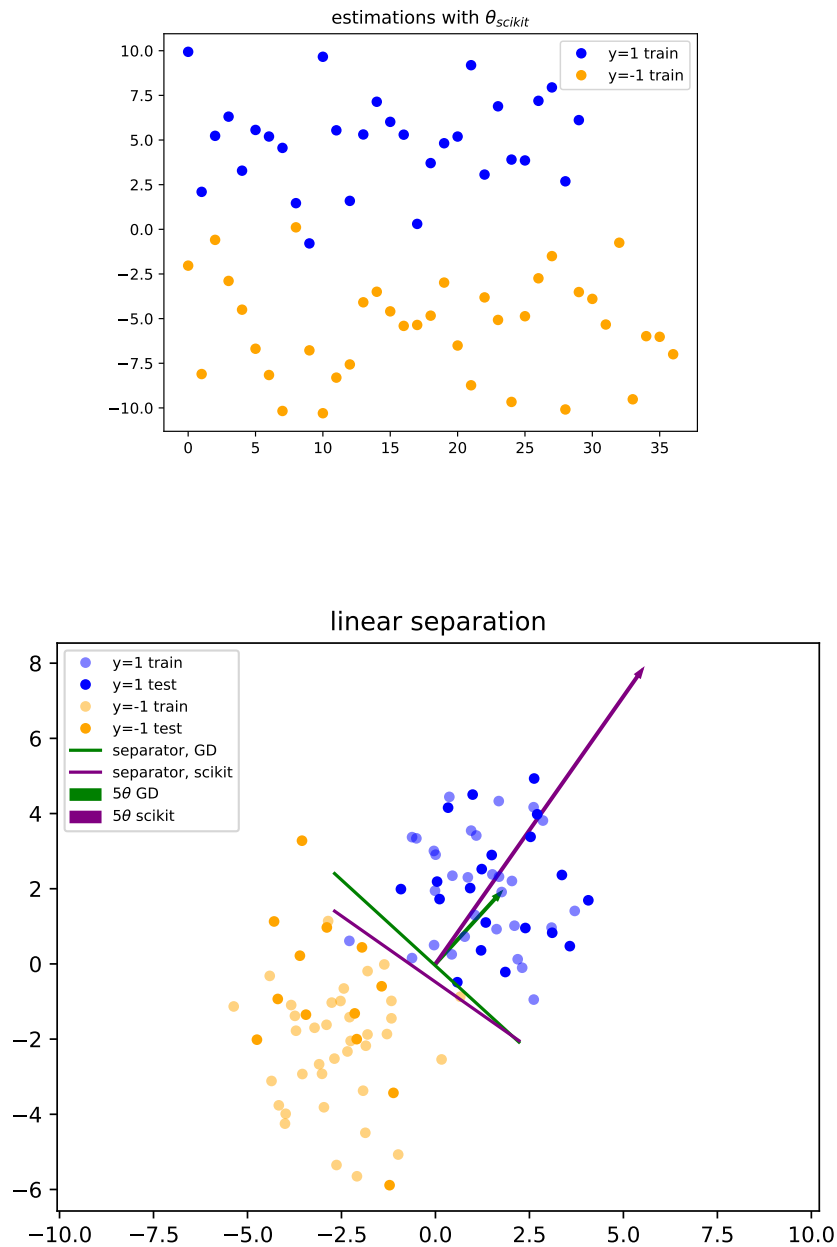 estimations with θscikit
10.0
7.5
5.0
2.5
0.0
−2.5
−5.0
−7.5
−10.0
y=1 train
y=-1 train
0 5 10 15 20 25 30 35
linear separation
8
6
4
2
0
−2
−4
−6
y=1 train
y=1 test
y=-1 train
y=-1 test
separator, GD
separator, scikit
5θ GD
5θ scikit
−10.0 −7.5 −5.0 −2.5 0.0 2.5 5.0 7.5 10.0